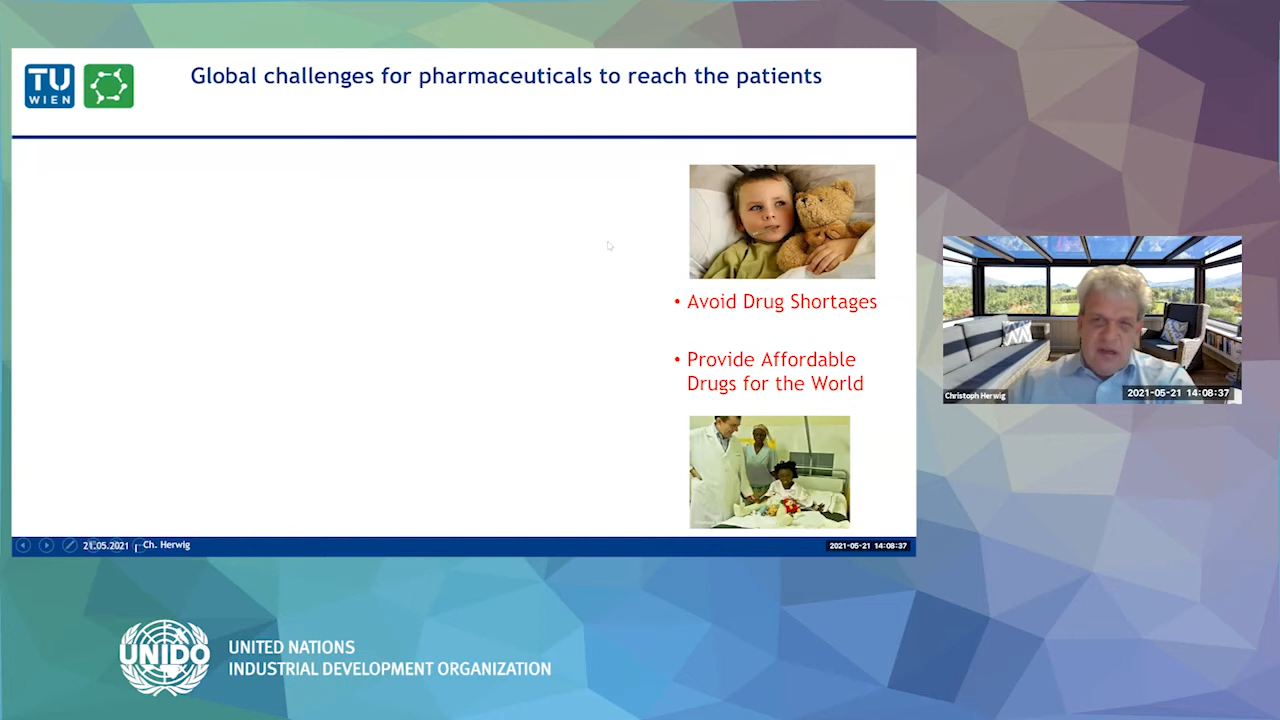 TU
WIEN
Global challenges for pharmaceuticals to reach the patients
• Avoid Drug Shortages
• Provide Affordable
Drugs for the World
21.05.2021
Ch. Herwig
2021-05-21 14:08:37
Christoph Herwig
2021-05-21 14:08:37
UNIDO
UNITED NATIONS
INDUSTRIAL DEVELOPMENT ORGANIZATION